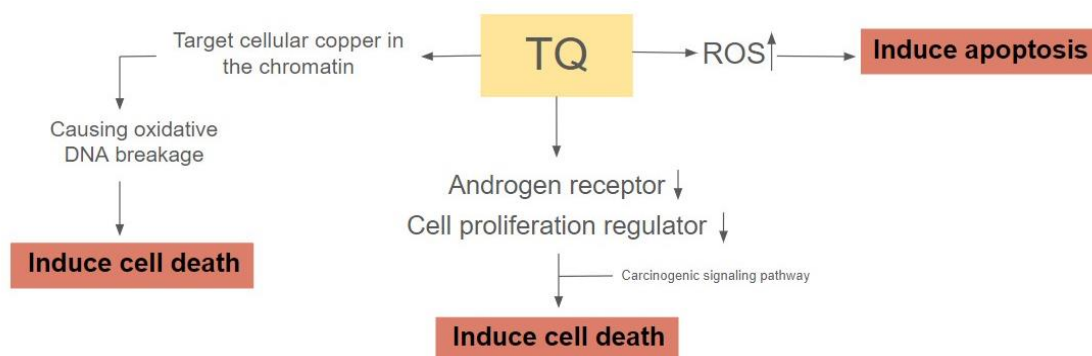 Target cellular copper in
the chromatin
TQ
ROS
Induce apoptosis
Causing oxidative
DNA breakage
Androgen receptor
Cell proliferation regulator
Induce cell death
Carcinogenic signaling pathway
Induce cell death